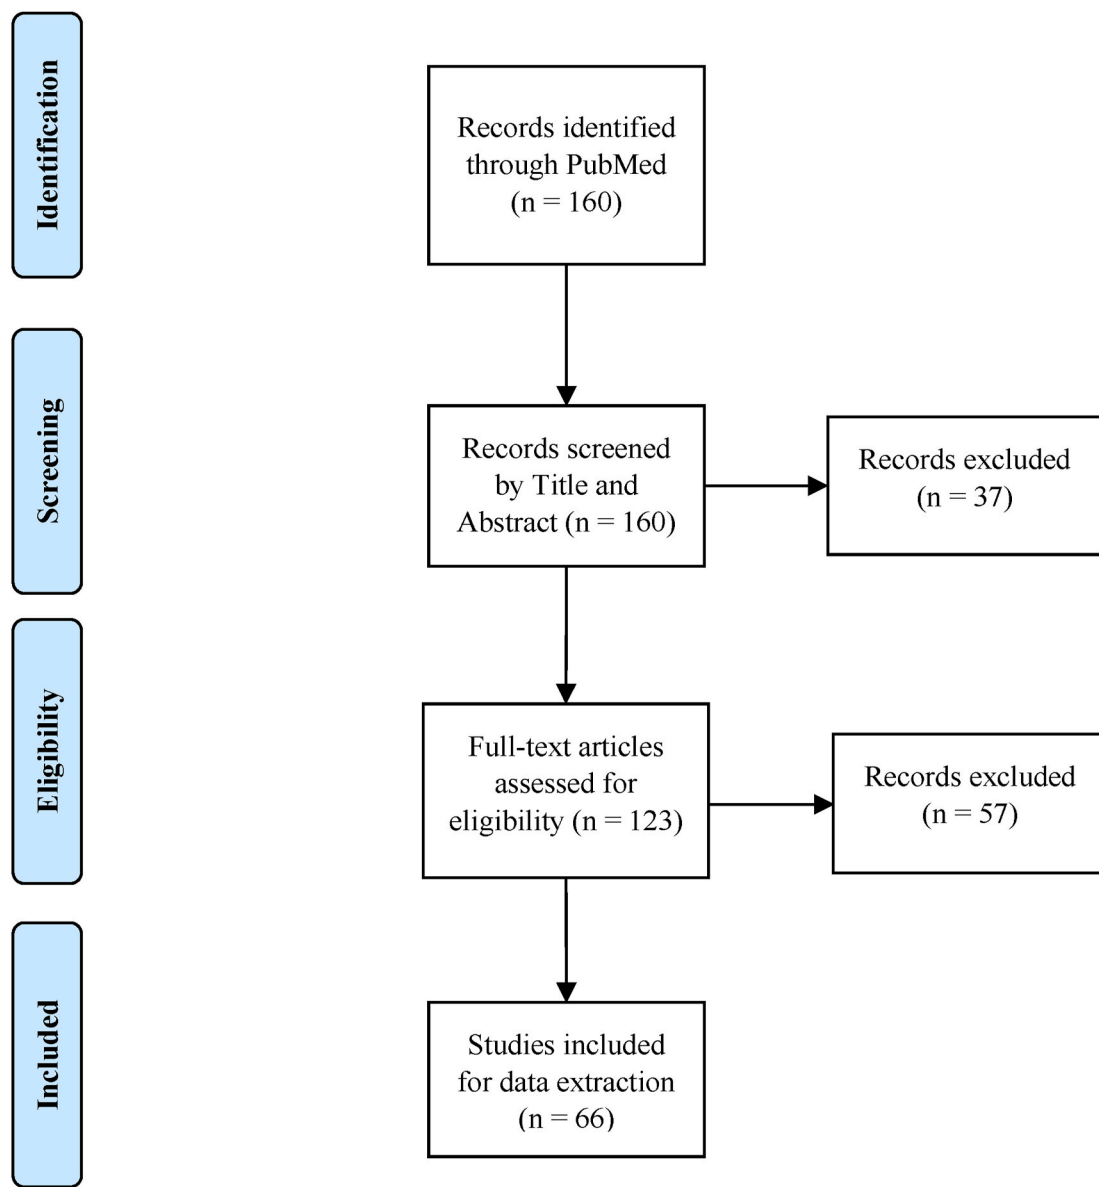 Identification
Records identified
through PubMed
(n = 160)
Screening
Records screened
by Title and
Abstract (n = 160)
Records excluded
(n = 37)
Eligibility
Full-text articles
assessed for
eligibility (n = 123)
Records excluded
(n = 57)
Included
Studies included
for data extraction
(n = 66)